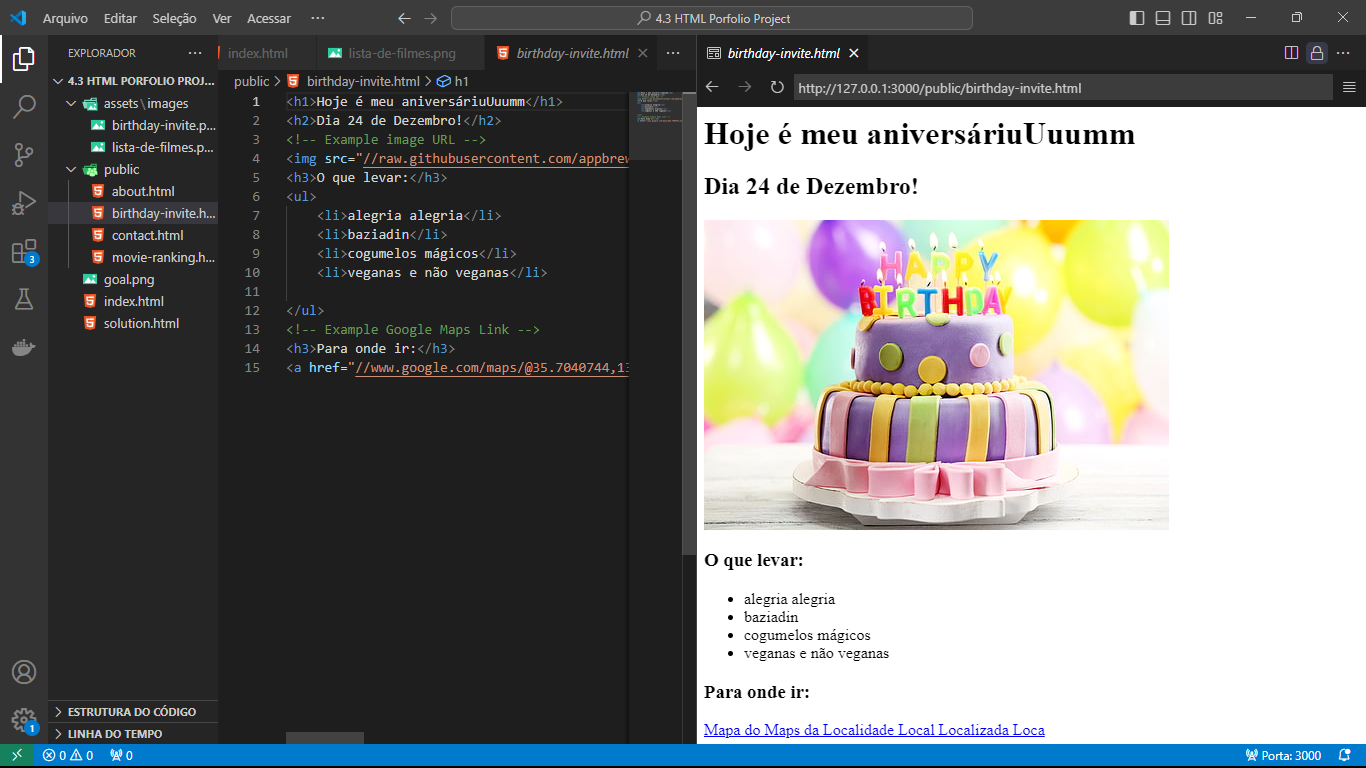 Arquivo Editar Seleção Ver Acessar ··· 4.3 HTML Porfolio Project
EXPLORADOR ···
4.3 HTML PORFOLIO PROJ...
assets\images
birthday-invite.p...
lista-de-filmes.p...
public
about.html
birthday-invite.h...
contact.html
movie-ranking.h...
goal.png
index.html
solution.html
3
ESTRUTURA DO CÓDIGO
LINHA DO TEMPO
1
index.html lista-de-filmes.png birthday-invite.html ···
public > birthday-invite.html > h1
1 <h1>Hoje é meu aniversáriuUuumm</h1>
2 <h2>Dia 24 de Dezembro!</h2>
3 <!-- Example image URL -->
4 <img src="//raw.githubusercontent.com/appbrew
5 <h3>O que levar:</h3>
6 <ul>
7 <li>alegria alegria</li>
8 <li>baziadin</li>
9 <li>cogumelos mágicos</li>
10 <li>veganas e não veganas</li>
11
12 </ul>
13 <!-- Example Google Maps Link -->
14 <h3>Para onde ir:</h3>
15 <a href="//www.google.com/maps/@35.7040744,13
birthday-invite.html ···
http://127.0.0.1:3000/public/birthday-invite.html
Hoje é meu aniversáriuUuumm
Dia 24 de Dezembro!
HAPPY
BIRTHDAY
O que levar:
• alegria alegria
• baziadin
• cogumelos mágicos
• veganas e não veganas
Para onde ir:
Mapa do Maps da Localidade Local Localizada Loca
0 0 0 Porta: 3000